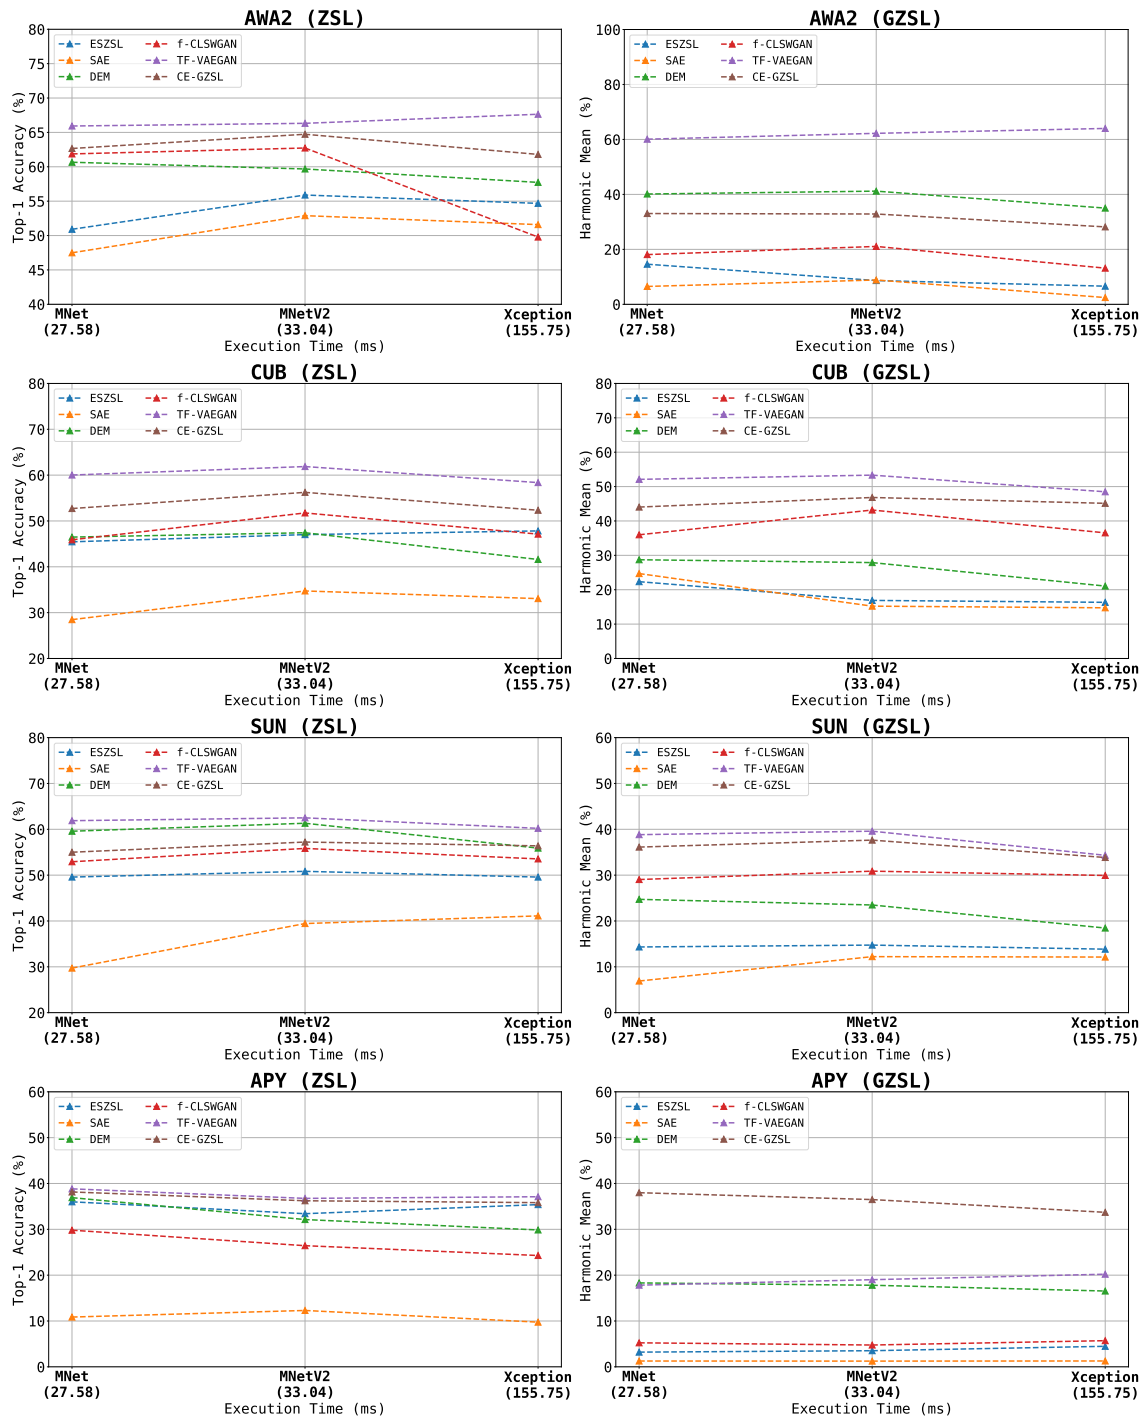 AWA2 (ZSL)
Top-1 Accuracy (%)
80
75
70
65
60
55
50
45
40
ESZSL
SAE
DEM
f-CLSWGAN
TF-VAEGAN
CE-GZSL
MNet
(27.58)
MNetV2
(33.04)
Xception
(155.75)
Execution Time (ms)
AWA2 (GZSL)
Harmonic Mean (%)
100
80
60
40
20
0
ESZSL
SAE
DEM
f-CLSWGAN
TF-VAEGAN
CE-GZSL
MNet
(27.58)
MNetV2
(33.04)
Xception
(155.75)
Execution Time (ms)
CUB (ZSL)
Top-1 Accuracy (%)
80
70
60
50
40
30
20
ESZSL
SAE
DEM
f-CLSWGAN
TF-VAEGAN
CE-GZSL
MNet
(27.58)
MNetV2
(33.04)
Xception
(155.75)
Execution Time (ms)
CUB (GZSL)
Harmonic Mean (%)
80
70
60
50
40
30
20
10
0
ESZSL
SAE
DEM
f-CLSWGAN
TF-VAEGAN
CE-GZSL
MNet
(27.58)
MNetV2
(33.04)
Xception
(155.75)
Execution Time (ms)
SUN (ZSL)
Top-1 Accuracy (%)
80
70
60
50
40
30
20
ESZSL
SAE
DEM
f-CLSWGAN
TF-VAEGAN
CE-GZSL
MNet
(27.58)
MNetV2
(33.04)
Xception
(155.75)
Execution Time (ms)
SUN (GZSL)
Harmonic Mean (%)
60
50
40
30
20
10
0
ESZSL
SAE
DEM
f-CLSWGAN
TF-VAEGAN
CE-GZSL
MNet
(27.58)
MNetV2
(33.04)
Xception
(155.75)
Execution Time (ms)
APY (ZSL)
Top-1 Accuracy (%)
60
50
40
30
20
10
0
ESZSL
SAE
DEM
f-CLSWGAN
TF-VAEGAN
CE-GZSL
MNet
(27.58)
MNetV2
(33.04)
Xception
(155.75)
Execution Time (ms)
APY (GZSL)
Harmonic Mean (%)
60
50
40
30
20
10
0
ESZSL
SAE
DEM
f-CLSWGAN
TF-VAEGAN
CE-GZSL
MNet
(27.58)
MNetV2
(33.04)
Xception
(155.75)
Execution Time (ms)